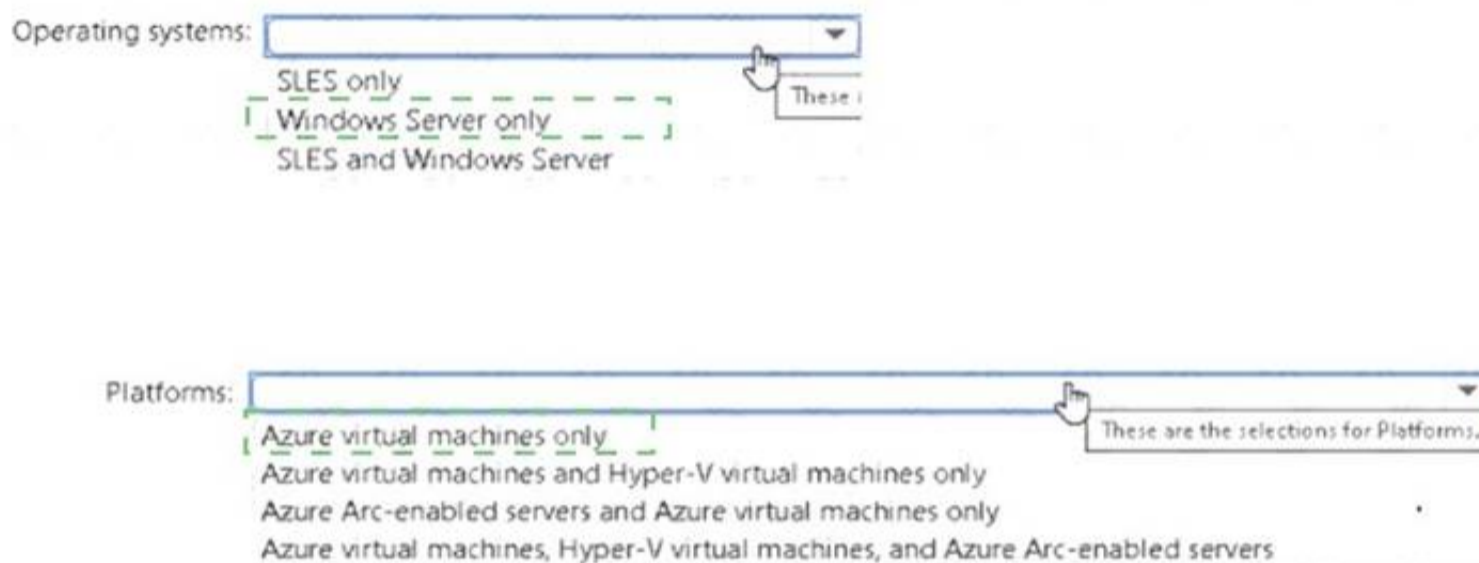 Operating systems:
SLES only
These
Windows Server only
SLES and Windows Server
Platforms:
Azure virtual machines only
These are the selections for Platforms.
Azure virtual machines and Hyper-V virtual machines only
Azure Arc-enabled servers and Azure virtual machines only
Azure virtual machines, Hyper-V virtual machines, and Azure Arc-enabled servers